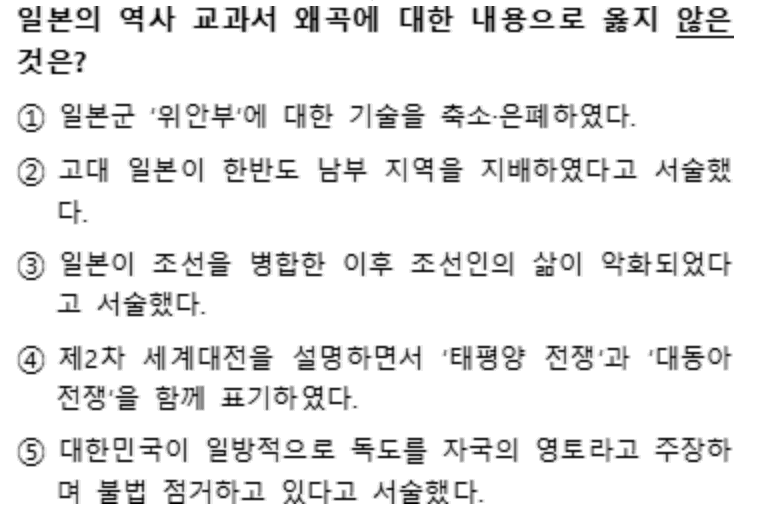 일본의 역사 교과서 왜곡에 대한 내용으로 옳지 않은
것은?
① 일본군 '위안부'에 대한 기술을 축소·은폐하였다.
② 고대 일본이 한반도 남부 지역을 지배하였다고 서술했
다.
③ 일본이 조선을 병합한 이후 조선인의 삶이 악화되었다
고 서술했다.
④ 제2차 세계대전을 설명하면서 '태평양 전쟁'과 '대동아
전쟁'을 함께 표기하였다.
⑤ 대한민국이 일방적으로 독도를 자국의 영토라고 주장하
며 불법 점거하고 있다고 서술했다.